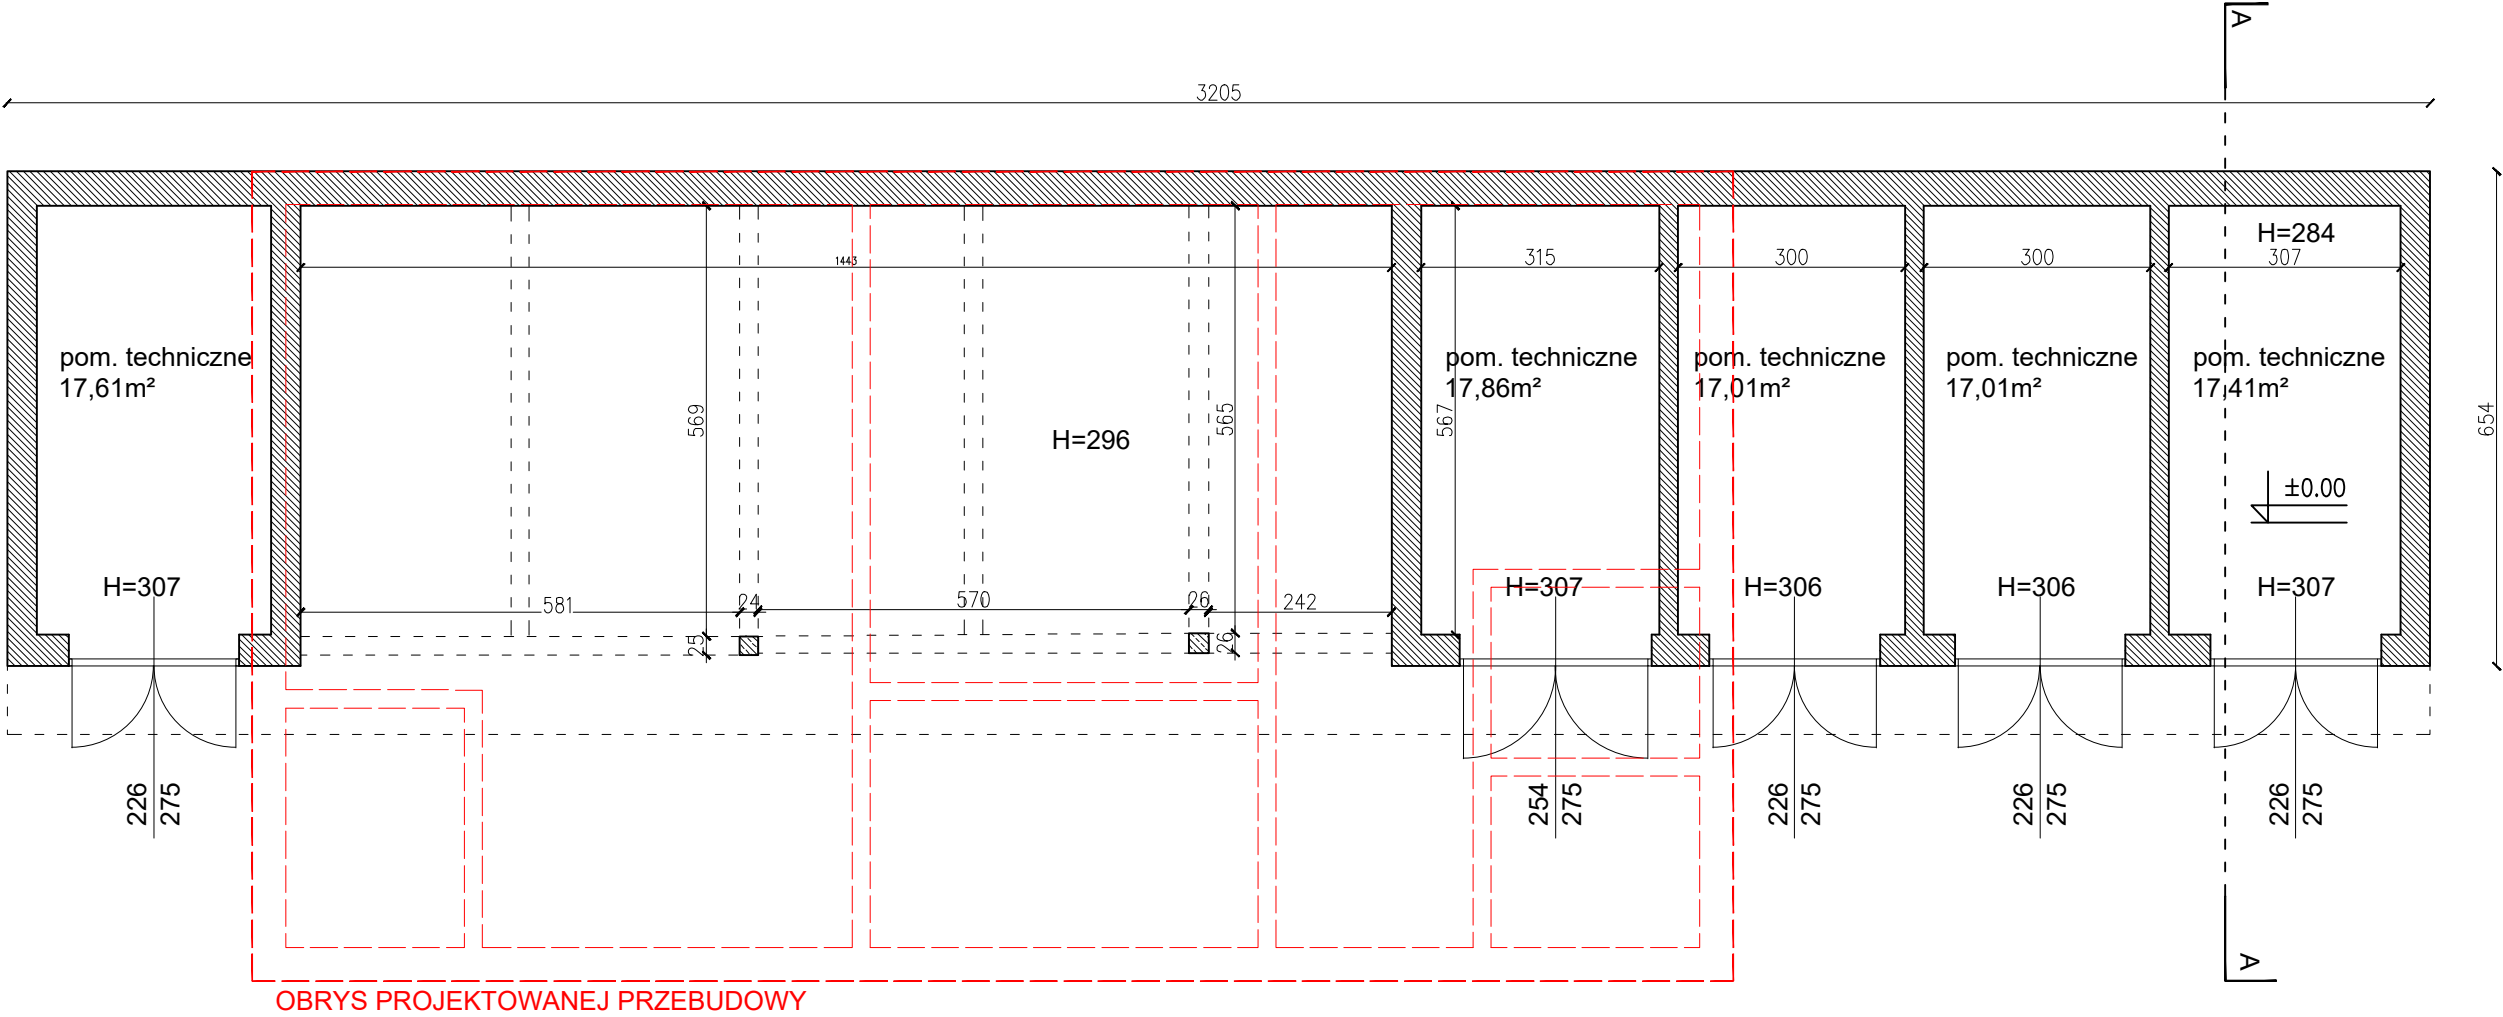 A
3205
H=284
1443
315
300
300
307
pom. techniczne
17,61m²
pom. techniczne
17,86m²
pom. techniczne
17,01m²
pom. techniczne
17,01m²
pom. techniczne
17,41m²
569
565
567
654
H=296
±0.00
H=307
H=307
H=306
H=306
H=307
581
24
570
26
242
25
26
226
275
254
275
226
275
226
275
226
275
A
OBRYS PROJEKTOWANEJ PRZEBUDOWY